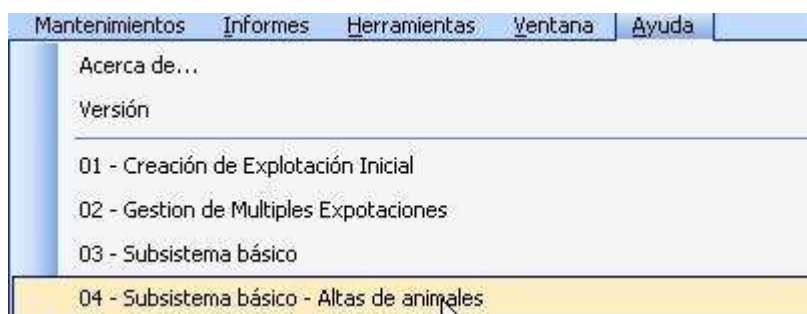 Mantenimientos Informes Herramientas Ventana Ayuda
Acerca de...
Versión
01 - Creación de Explotación Inicial
02 - Gestion de Multiples Expotaciones
03 - Subsistema básico
04 - Subsistema básico - Altas de animales